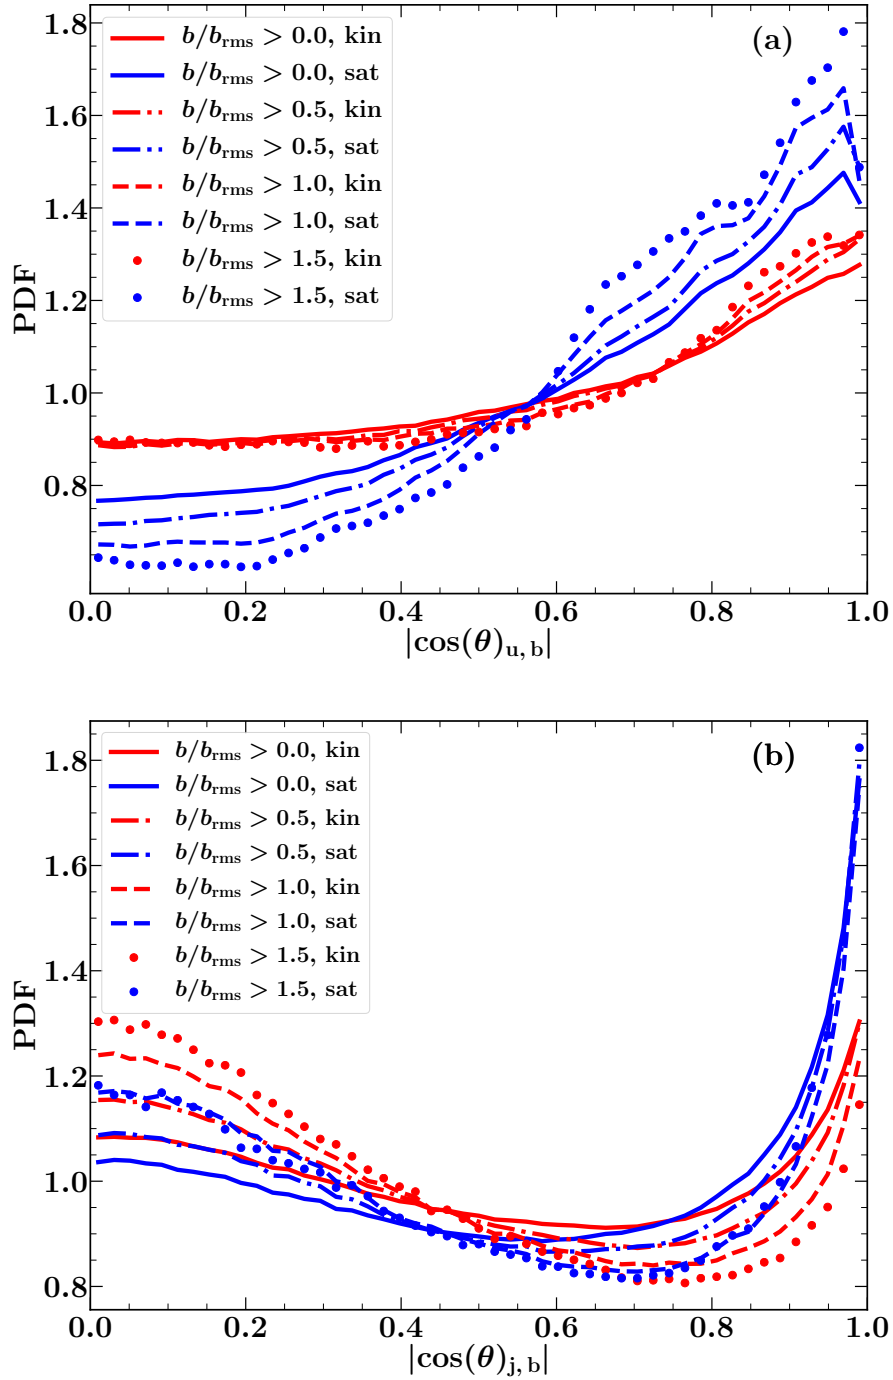 (a)
b/b_rms > 0.0, kin
b/b_rms > 0.0, sat
b/b_rms > 0.5, kin
b/b_rms > 0.5, sat
b/b_rms > 1.0, kin
b/b_rms > 1.0, sat
b/b_rms > 1.5, kin
b/b_rms > 1.5, sat
PDF
1.8
1.6
1.4
1.2
1.0
0.8
0.0 0.2 0.4 0.6 0.8 1.0
|cos(θ)_u, b|
(b)
b/b_rms > 0.0, kin
b/b_rms > 0.0, sat
b/b_rms > 0.5, kin
b/b_rms > 0.5, sat
b/b_rms > 1.0, kin
b/b_rms > 1.0, sat
b/b_rms > 1.5, kin
b/b_rms > 1.5, sat
PDF
1.8
1.6
1.4
1.2
1.0
0.8
0.0 0.2 0.4 0.6 0.8 1.0
|cos(θ)_j, b|